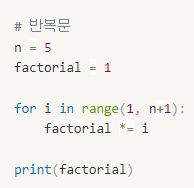 # 반복문
n = 5
factorial = 1

for i in range(1, n+1):
    factorial *= i

print(factorial)